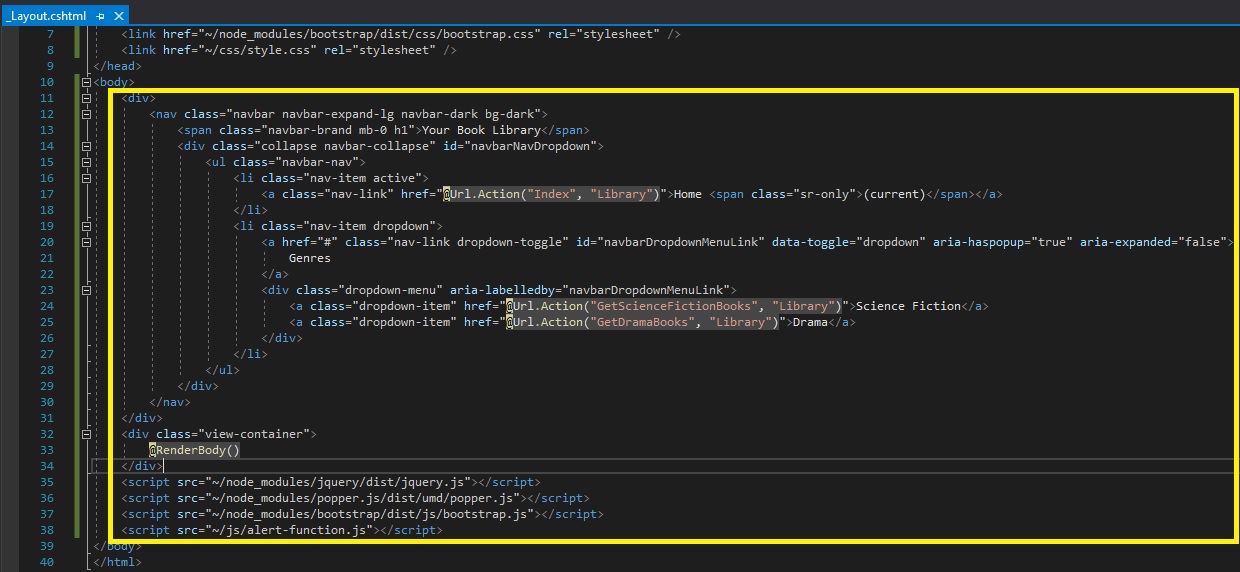 _Layout.cshtml
7 <link href="~/node_modules/bootstrap/dist/css/bootstrap.css" rel="stylesheet" />
8 <link href="~/css/style.css" rel="stylesheet" />
9 </head>
10 <body>
11 <div>
12 <nav class="navbar navbar-expand-lg navbar-dark bg-dark">
13 <span class="navbar-brand mb-0 h1">Your Book Library</span>
14 <div class="collapse navbar-collapse" id="navbarNavDropdown">
15 <ul class="navbar-nav">
16 <li class="nav-item active">
17 <a class="nav-link" href="@Url.Action("Index", "Library")">Home <span class="sr-only">(current)</span></a>
18 </li>
19 <li class="nav-item dropdown">
20 <a href="#" class="nav-link dropdown-toggle" id="navbarDropdownMenuLink" data-toggle="dropdown" aria-haspopup="true" aria-expanded="false">
21 Genres
22 </a>
23 <div class="dropdown-menu" aria-labelledby="navbarDropdownMenuLink">
24 <a class="dropdown-item" href="@Url.Action("GetScienceFictionBooks", "Library")">Science Fiction</a>
25 <a class="dropdown-item" href="@Url.Action("GetDramaBooks", "Library")">Drama</a>
26 </div>
27 </li>
28 </ul>
29 </div>
30 </nav>
31 </div>
32 <div class="view-container">
33 @RenderBody()
34 </div>
35 <script src="~/node_modules/jquery/dist/jquery.js"></script>
36 <script src="~/node_modules/popper.js/dist/umd/popper.js"></script>
37 <script src="~/node_modules/bootstrap/dist/js/bootstrap.js"></script>
38 <script src="~/js/alert-function.js"></script>
39 </body>
40 </html>